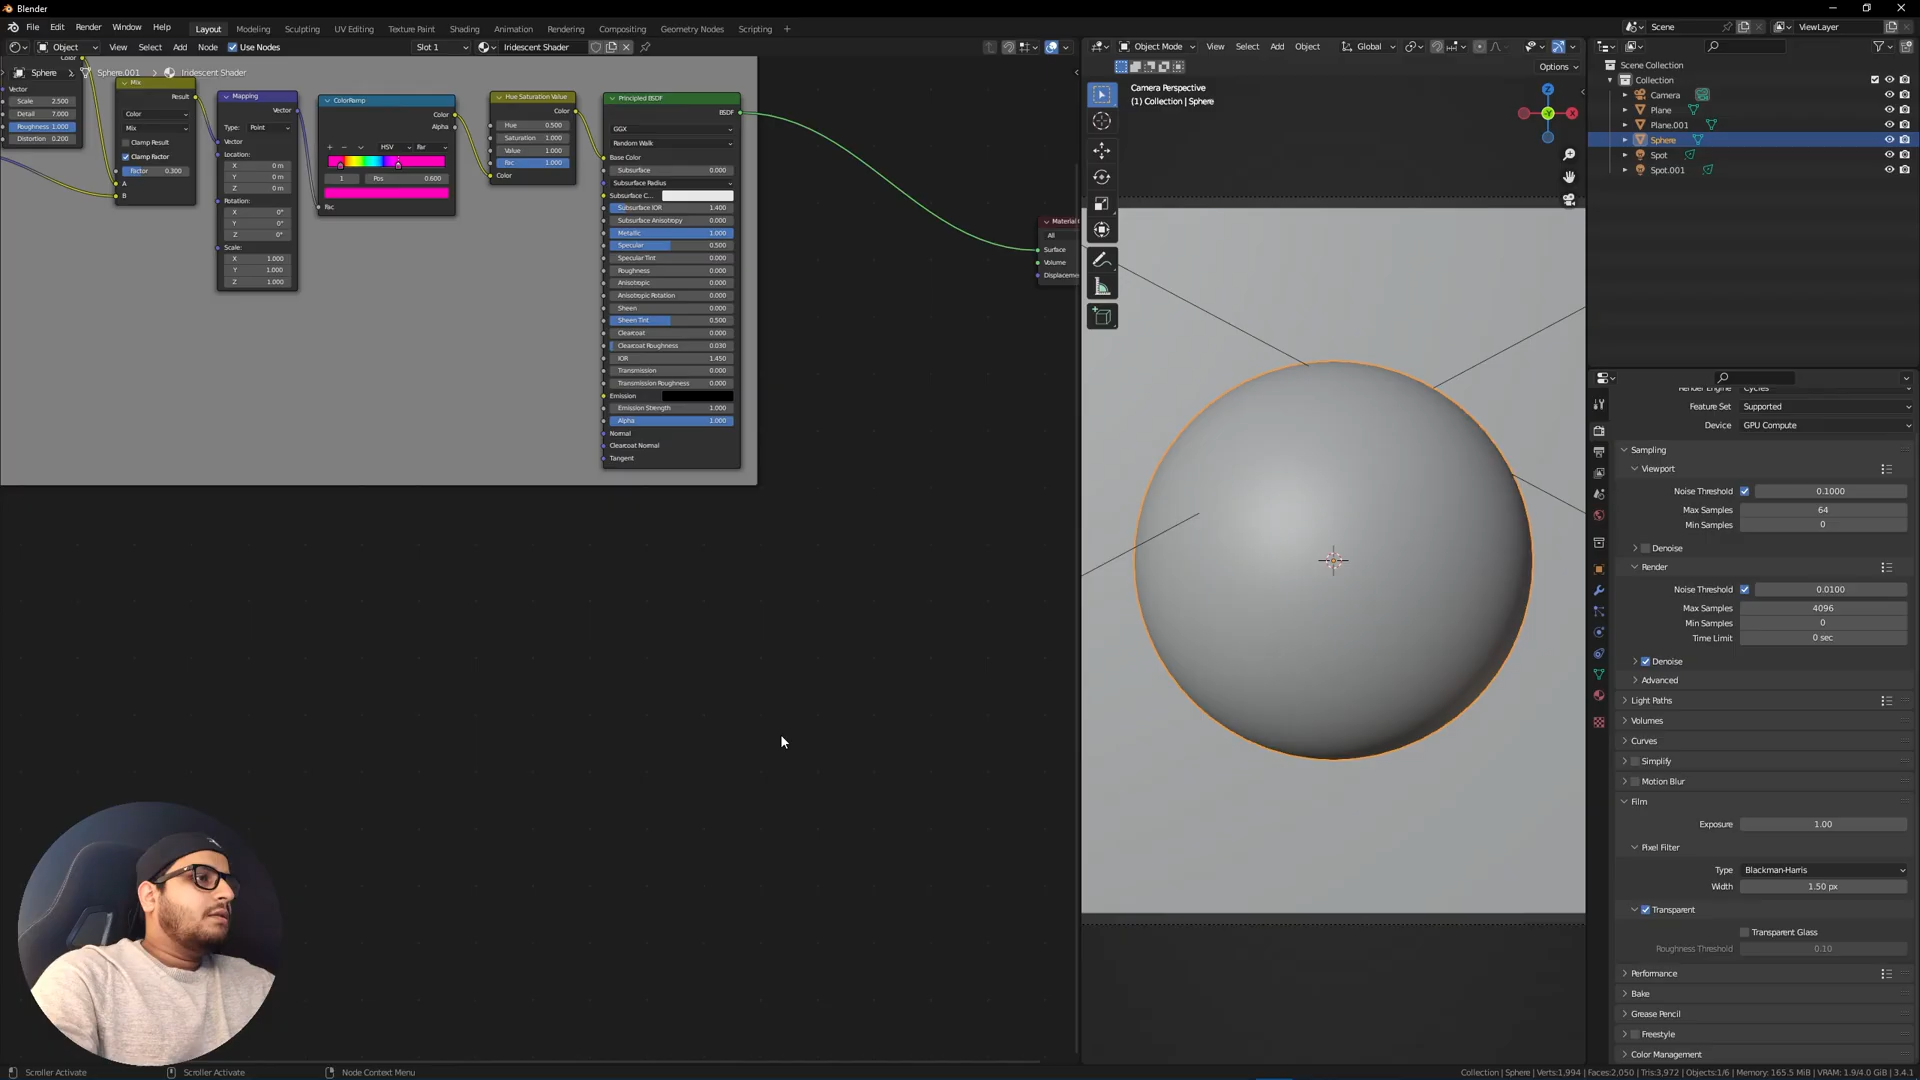 Blender
File Edit Render Window Help Layout Modeling Sculpting UV Editing Texture Paint Shading Animation Rendering Compositing Geometry Nodes Scripting +
Scene ViewLayer
Object View Select Add Node Use Nodes Slot 1 Iridescent Shader
Sphere > Sphere.001 > Iridescent Shader
Color
Vector
Scale 2.500
Detail 7.000
Roughness 1.000
Distortion 0.200
Mix
Result
Color
Mix
Clamp Result
Clamp Factor
Factor 0.300
A
B
Mapping
Vector
Type: Point
Vector
Location:
X 0 m
Y 0 m
Z 0 m
Rotation:
X 0°
Y 0°
Z 0°
Scale:
X 1.000
Y 1.000
Z 1.000
ColorRamp
Color
Alpha
+ − HSV Far
1 Pos 0.600
Fac
Hue Saturation Value
Color
Hue 0.500
Saturation 1.000
Value 1.000
Fac 1.000
Color
Principled BSDF
BSDF
GGX
Random Walk
Base Color
Subsurface 0.000
Subsurface Radius
Subsurface C...
Subsurface IOR 1.400
Subsurface Anisotropy 0.000
Metallic 1.000
Specular 0.500
Specular Tint 0.000
Roughness 0.000
Anisotropic 0.000
Anisotropic Rotation 0.000
Sheen 0.000
Sheen Tint 0.500
Clearcoat 0.000
Clearcoat Roughness 0.030
IOR 1.450
Transmission 0.000
Transmission Roughness 0.000
Emission
Emission Strength 1.000
Alpha 1.000
Normal
Clearcoat Normal
Tangent
Material
All
Surface
Volume
Displaceme
Object Mode View Select Add Object Global
Options
Camera Perspective
(1) Collection | Sphere
Z
Y
X
Scene Collection
Collection
Camera
Plane
Plane.001
Sphere
Spot
Spot.001
Render Engine Cycles
Feature Set Supported
Device GPU Compute
Sampling
Viewport
Noise Threshold 0.1000
Max Samples 64
Min Samples 0
Denoise
Render
Noise Threshold 0.0100
Max Samples 4096
Min Samples 0
Time Limit 0 sec
Denoise
Advanced
Light Paths
Volumes
Curves
Simplify
Motion Blur
Film
Exposure 1.00
Pixel Filter
Type Blackman-Harris
Width 1.50 px
Transparent
Transparent Glass
Roughness Threshold 0.10
Performance
Bake
Grease Pencil
Freestyle
Color Management
Scroller Activate Scroller Activate Node Context Menu
Collection | Sphere | Verts:1,994 | Faces:2,050 | Tris:3,972 | Objects:1/6 | Memory: 165.5 MiB | VRAM: 1.9/4.0 GiB | 3.4.1